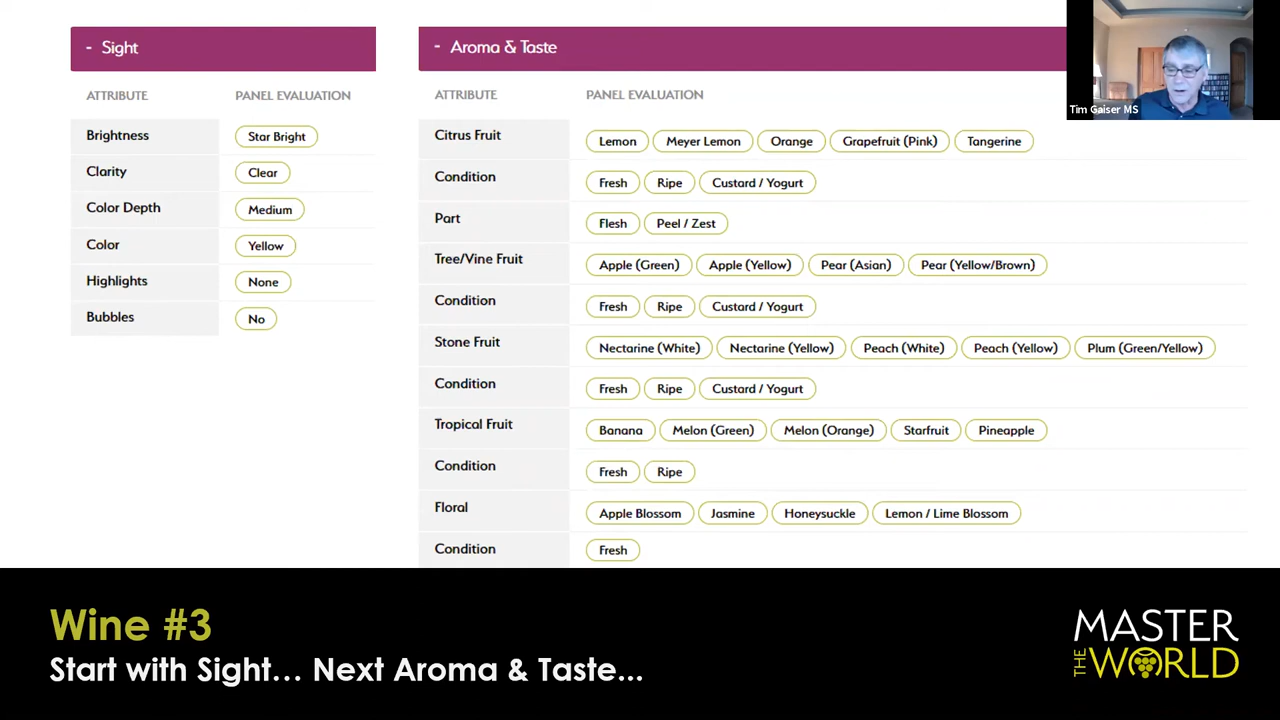 - Sight
ATTRIBUTE PANEL EVALUATION
Brightness Star Bright
Clarity Clear
Color Depth Medium
Color Yellow
Highlights None
Bubbles No
- Aroma & Taste
ATTRIBUTE PANEL EVALUATION
Citrus Fruit Lemon Meyer Lemon Orange Grapefruit (Pink) Tangerine
Condition Fresh Ripe Custard / Yogurt
Part Flesh Peel / Zest
Tree/Vine Fruit Apple (Green) Apple (Yellow) Pear (Asian) Pear (Yellow/Brown)
Condition Fresh Ripe Custard / Yogurt
Stone Fruit Nectarine (White) Nectarine (Yellow) Peach (White) Peach (Yellow) Plum (Green/Yellow)
Condition Fresh Ripe Custard / Yogurt
Tropical Fruit Banana Melon (Green) Melon (Orange) Starfruit Pineapple
Condition Fresh Ripe
Floral Apple Blossom Jasmine Honeysuckle Lemon / Lime Blossom
Condition Fresh
Tim Gaiser MS
Wine #3
Start with Sight... Next Aroma & Taste...
MASTER
THE WORLD